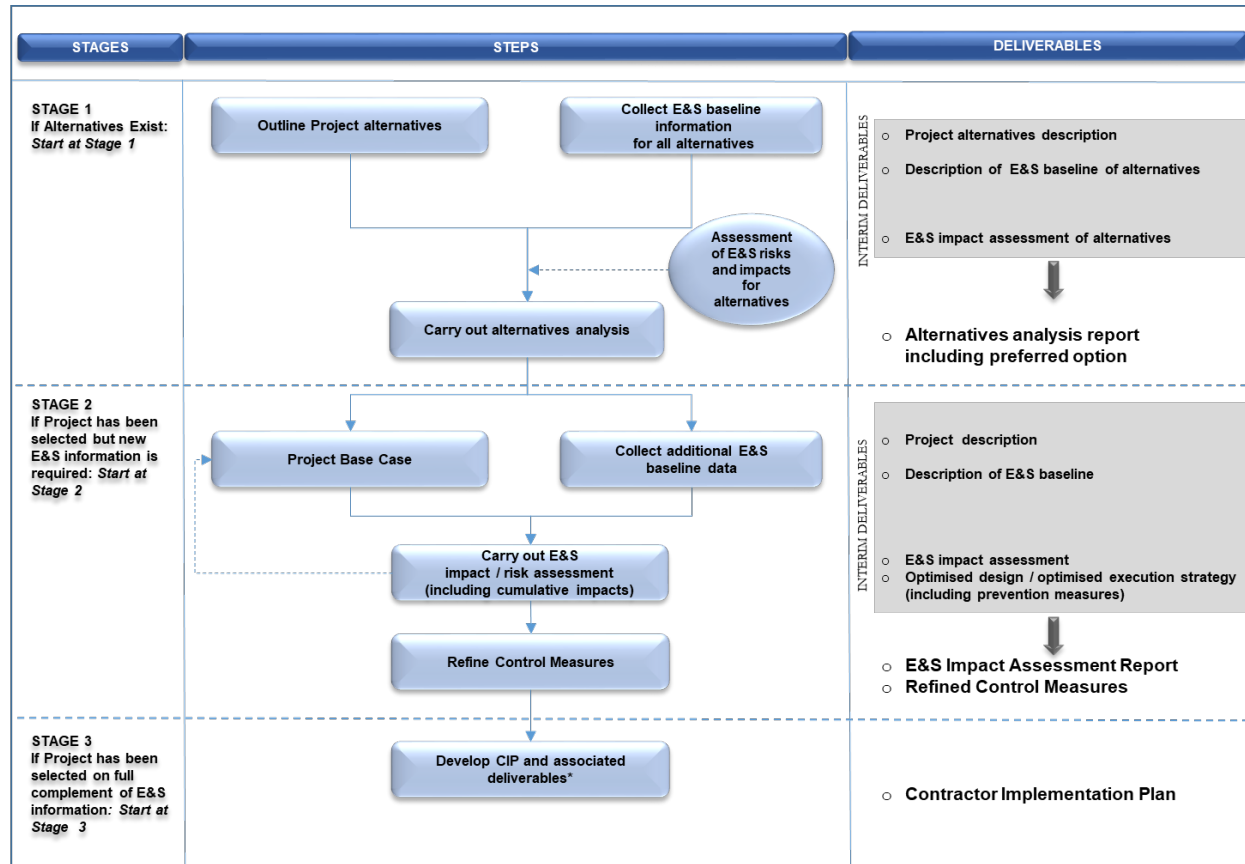 STAGES
STEPS
DELIVERABLES
STAGE 1
If Alternatives Exist:
Start at Stage 1
Outline Project alternatives
Collect E&S baseline
information
for all alternatives
Assessment
of E&S risks
and impacts
for
alternatives
Carry out alternatives analysis
INTERIM DELIVERABLES
o Project alternatives description
o Description of E&S baseline of alternatives
o E&S impact assessment of alternatives
o Alternatives analysis report
including preferred option
STAGE 2
If Project has been
selected but new
E&S information is
required: Start at
Stage 2
Project Base Case
Collect additional E&S
baseline data
Carry out E&S
impact / risk assessment
(including cumulative impacts)
Refine Control Measures
INTERIM DELIVERABLES
o Project description
o Description of E&S baseline
o E&S impact assessment
o Optimised design / optimised execution strategy
(including prevention measures)
o E&S Impact Assessment Report
o Refined Control Measures
STAGE 3
If Project has been
selected on full
complement of E&S
information: Start at
Stage 3
Develop CIP and associated
deliverables*
o Contractor Implementation Plan